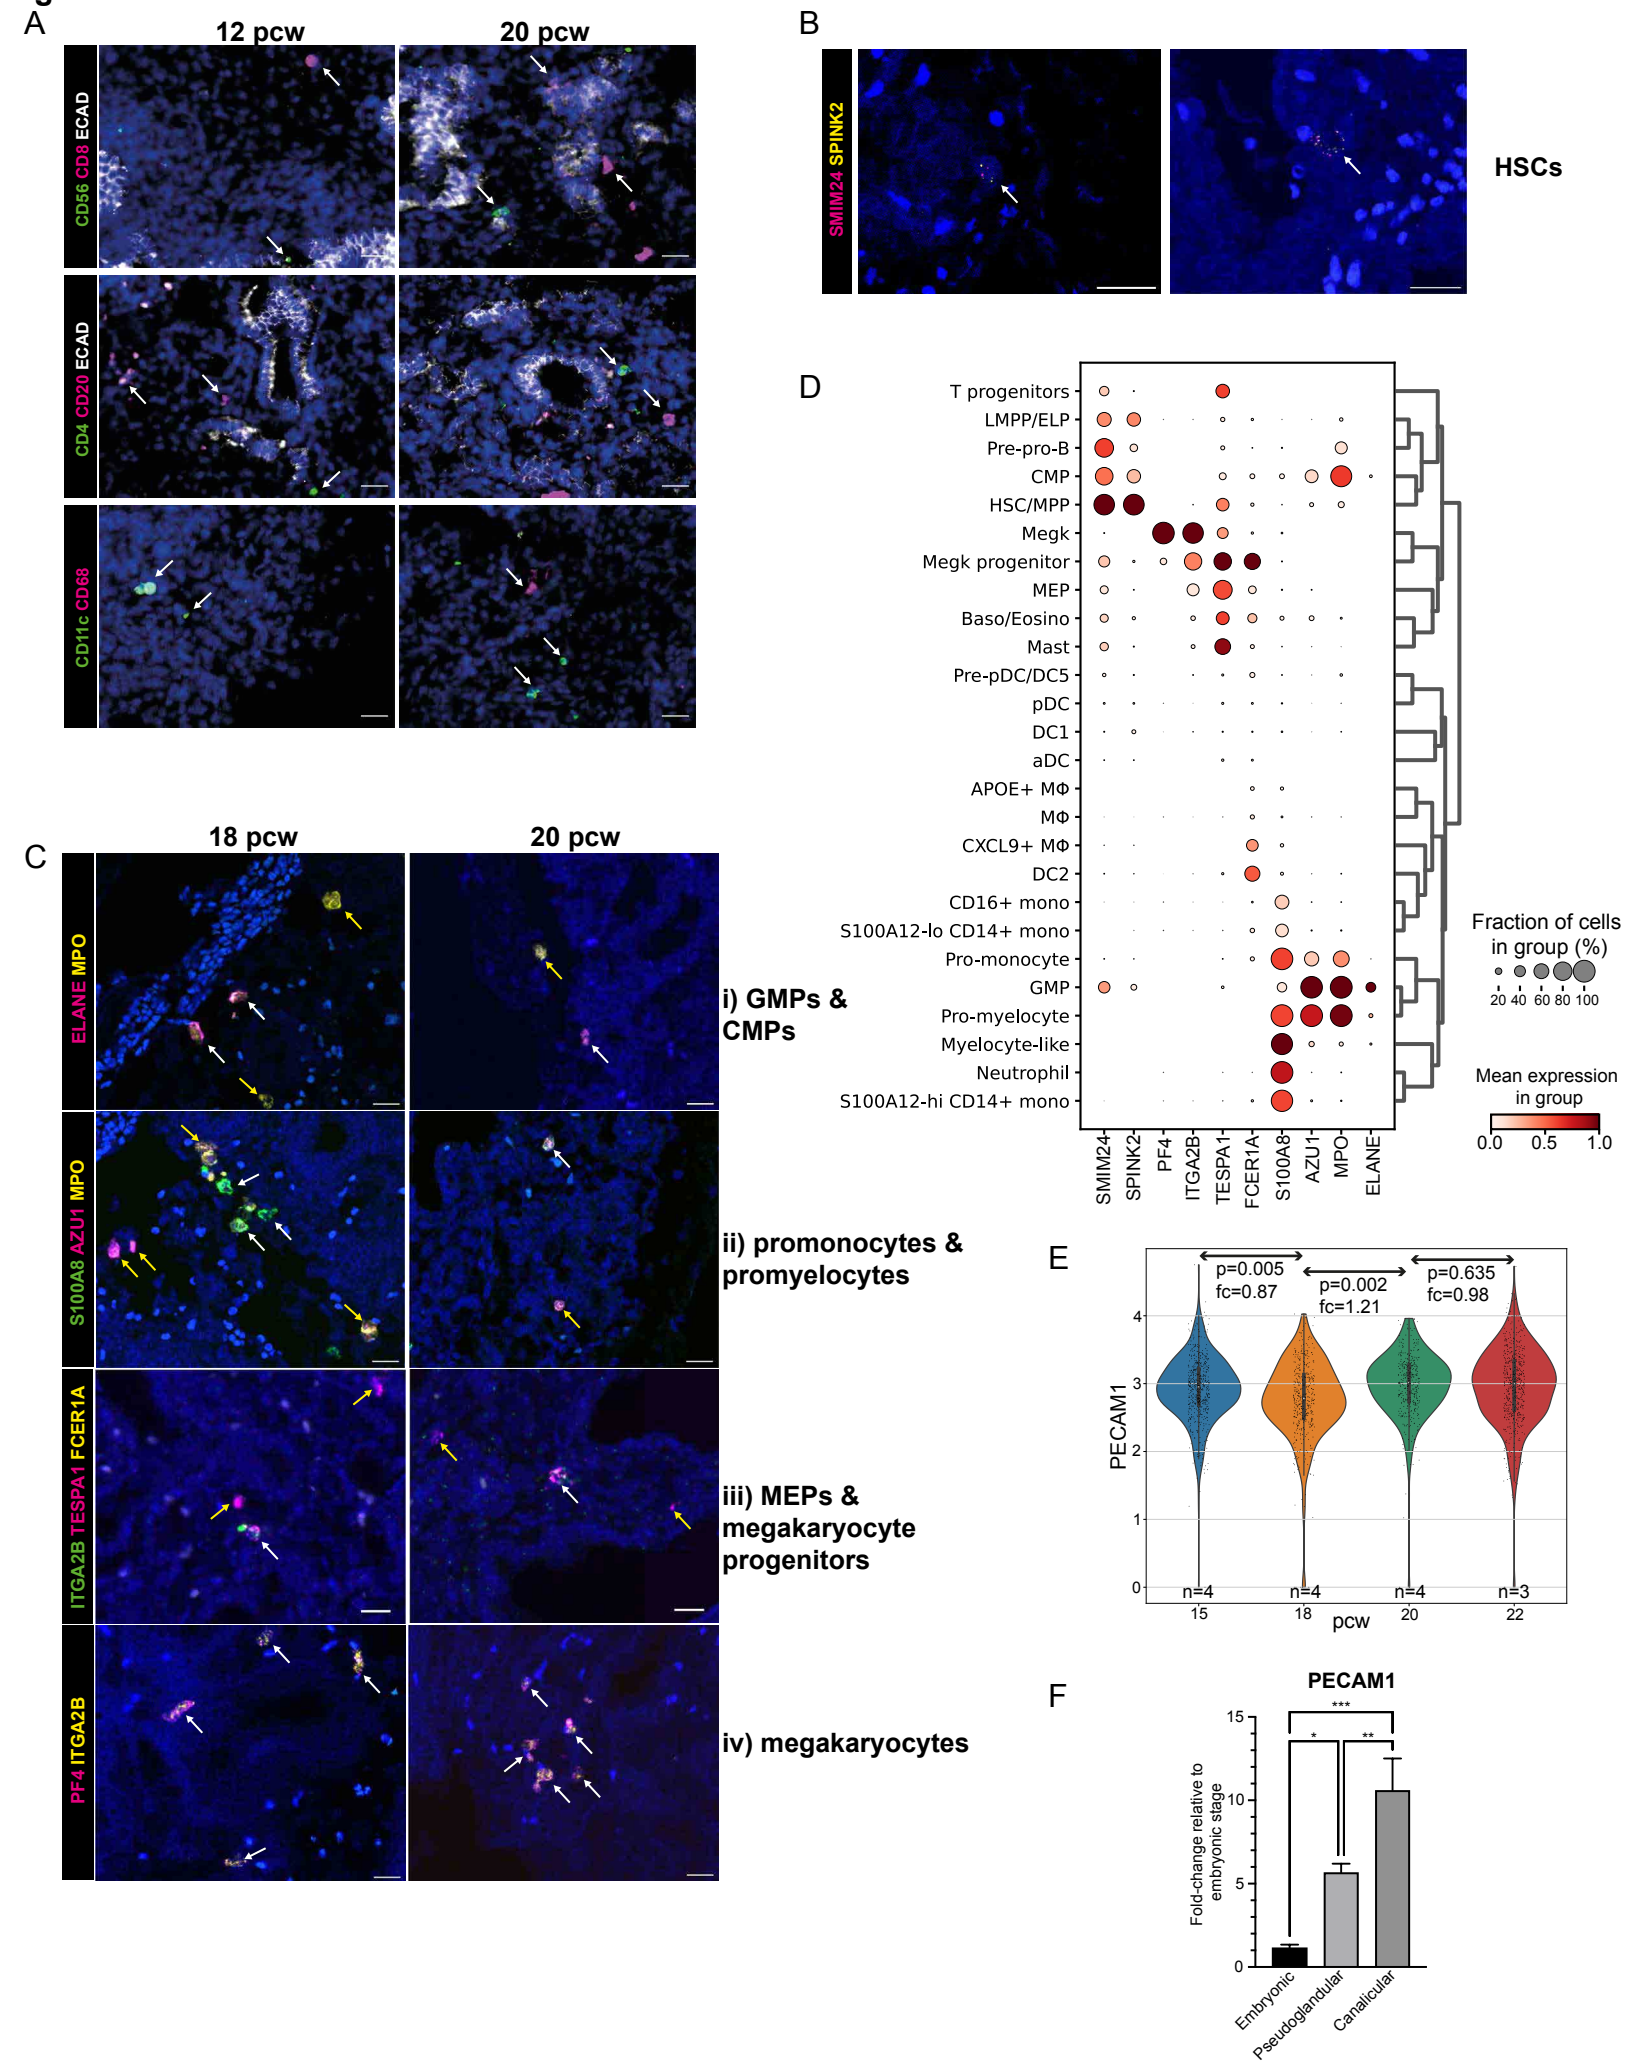 A
12 pcw
20 pcw
CD56 CD8 ECAD
CD4 CD20 ECAD
CD11c CD68
B
SMIM24 SPINK2
HSCs
C
18 pcw
20 pcw
ELANE MPO
i) GMPs &
CMPs
S100A8 AZU1 MPO
ii) promonocytes &
promyelocytes
ITGA2B TESPA1 FCER1A
iii) MEPs &
megakaryocyte
progenitors
PF4 ITGA2B
iv) megakaryocytes
D
T progenitors
LMPP/ELP
Pre-pro-B
CMP
HSC/MPP
Megk
Megk progenitor
MEP
Baso/Eosino
Mast
Pre-pDC/DC5
pDC
DC1
aDC
APOE+ MΦ
MΦ
CXCL9+ MΦ
DC2
CD16+ mono
S100A12-lo CD14+ mono
Pro-monocyte
GMP
Pro-myelocyte
Myelocyte-like
Neutrophil
S100A12-hi CD14+ mono
SMIM24
SPINK2
PF4
ITGA2B
TESPA1
FCER1A
S100A8
AZU1
MPO
ELANE
Fraction of cells
in group (%)
20 40 60 80 100
Mean expression
in group
0.0 0.5 1.0
E
p=0.005
fc=0.87
p=0.002
fc=1.21
p=0.635
fc=0.98
PECAM1
4
3
2
1
0
n=4 n=4 n=4 n=3
15 18 20 22
pcw
F
PECAM1
***
* **
Fold-change relative to
embryonic stage
15
10
5
0
Embryonic
Pseudoglandular
Canalicular